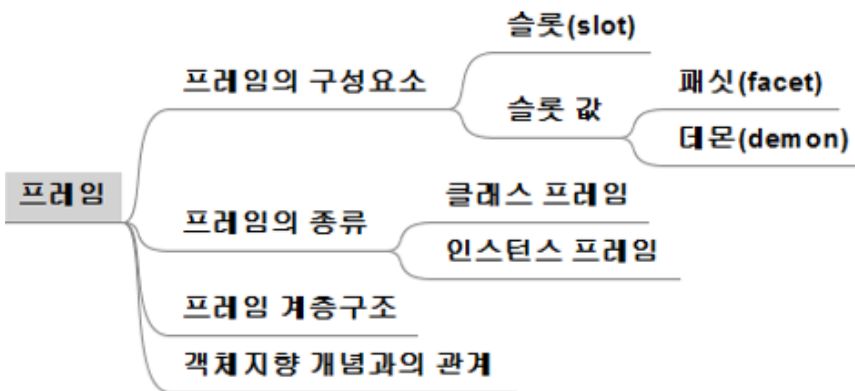 프레임
프레임의 구성요소
슬롯(slot)
슬롯 값
패싯(facet)
데몬(demon)
프레임의 종류
클래스 프레임
인스턴스 프레임
프레임 계층구조
객체지향 개념과의 관계